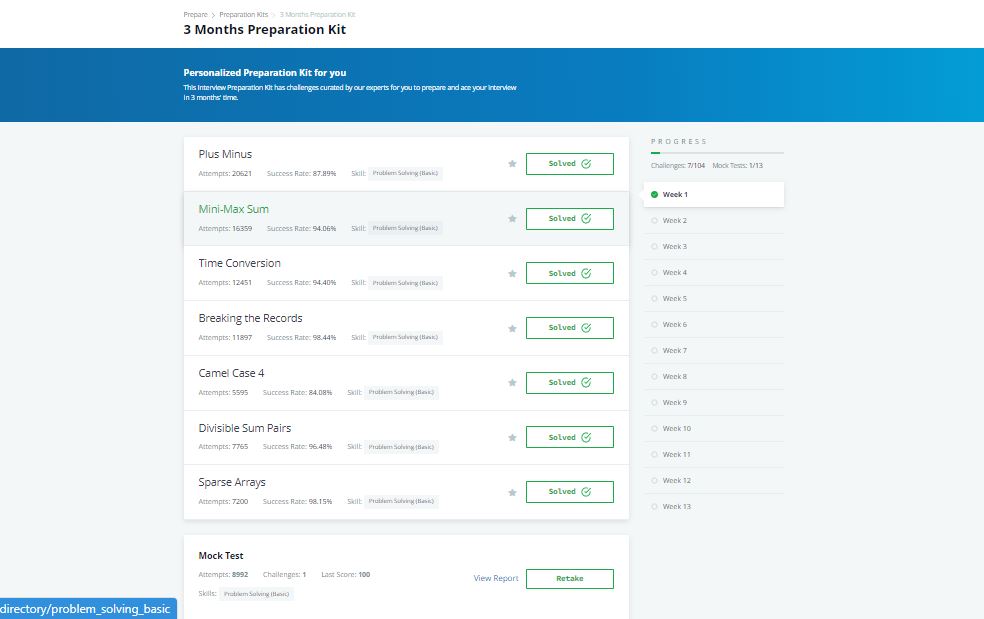 Prepare > Preparation Kits > 3 Months Preparation Kit
3 Months Preparation Kit
Personalized Preparation Kit for you
This Interview Preparation Kit has challenges curated by our experts for you to prepare and ace your interview
in 3 months' time.
Plus Minus
Attempts: 20621 Success Rate: 87.89% Skill: Problem Solving (Basic)
Solved
Mini-Max Sum
Attempts: 16359 Success Rate: 94.06% Skill: Problem Solving (Basic)
Solved
Time Conversion
Attempts: 12451 Success Rate: 94.40% Skill: Problem Solving (Basic)
Solved
Breaking the Records
Attempts: 11897 Success Rate: 98.44% Skill: Problem Solving (Basic)
Solved
Camel Case 4
Attempts: 5595 Success Rate: 84.08% Skill: Problem Solving (Basic)
Solved
Divisible Sum Pairs
Attempts: 7765 Success Rate: 96.48% Skill: Problem Solving (Basic)
Solved
Sparse Arrays
Attempts: 7200 Success Rate: 98.15% Skill: Problem Solving (Basic)
Solved
Mock Test
Attempts: 8992 Challenges: 1 Last Score: 100
Skills: Problem Solving (Basic)
View Report
Retake
PROGRESS
Challenges: 7/104 Mock Tests: 1/13
Week 1
Week 2
Week 3
Week 4
Week 5
Week 6
Week 7
Week 8
Week 9
Week 10
Week 11
Week 12
Week 13
directory/problem_solving_basic